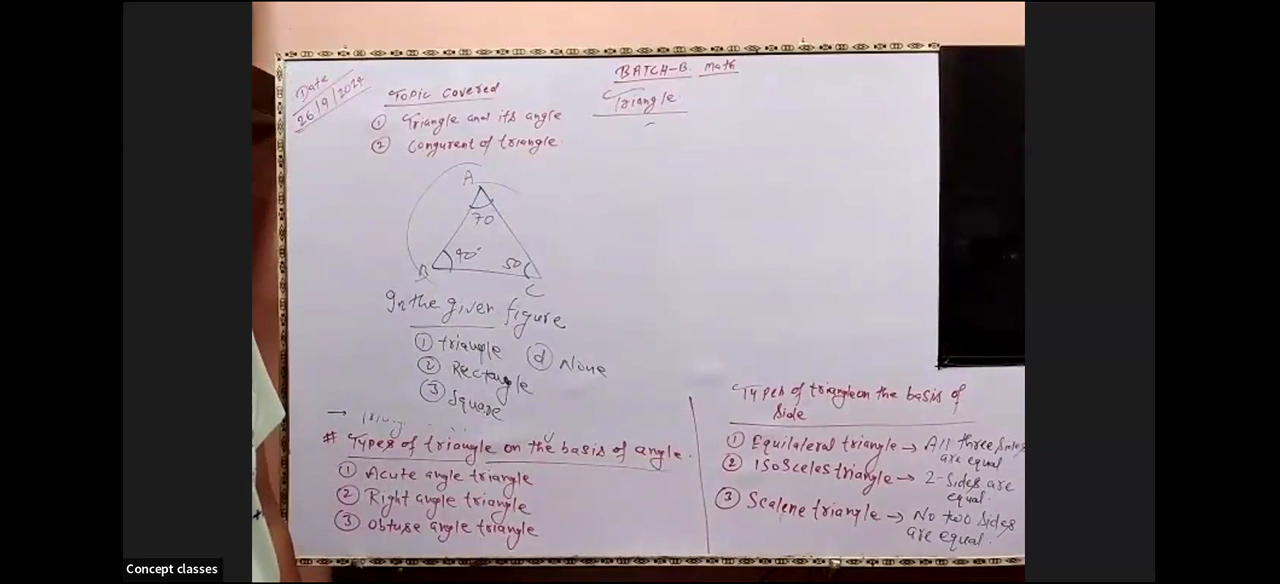 Date
26/9/2024
BATCH-B. Math
Triangle
Topic covered
① Triangle and its angle
② Congurent of triangle
A
70
B
90°
50
C
In the given figure
① triangle
② Rectangle
③ Square
ⓓ None
→
# Types of triangle on the basis of angle.
① Acute angle triangle
② Right angle triangle
③ Obtuse angle triangle
Types of triangle on the basis of
Side
① Equilateral triangle → All three sides
are equal
② Isosceles triangle → 2-Sides are
equal.
③ Scalene triangle → No two sides
are equal.
Concept classes